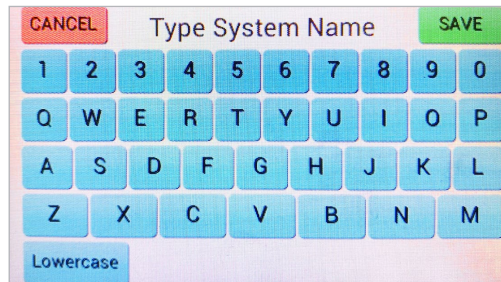 CANCEL Type System Name SAVE
1 2 3 4 5 6 7 8 9 0
Q W E R T Y U I O P
A S D F G H J K L
Z X C V B N M
Lowercase